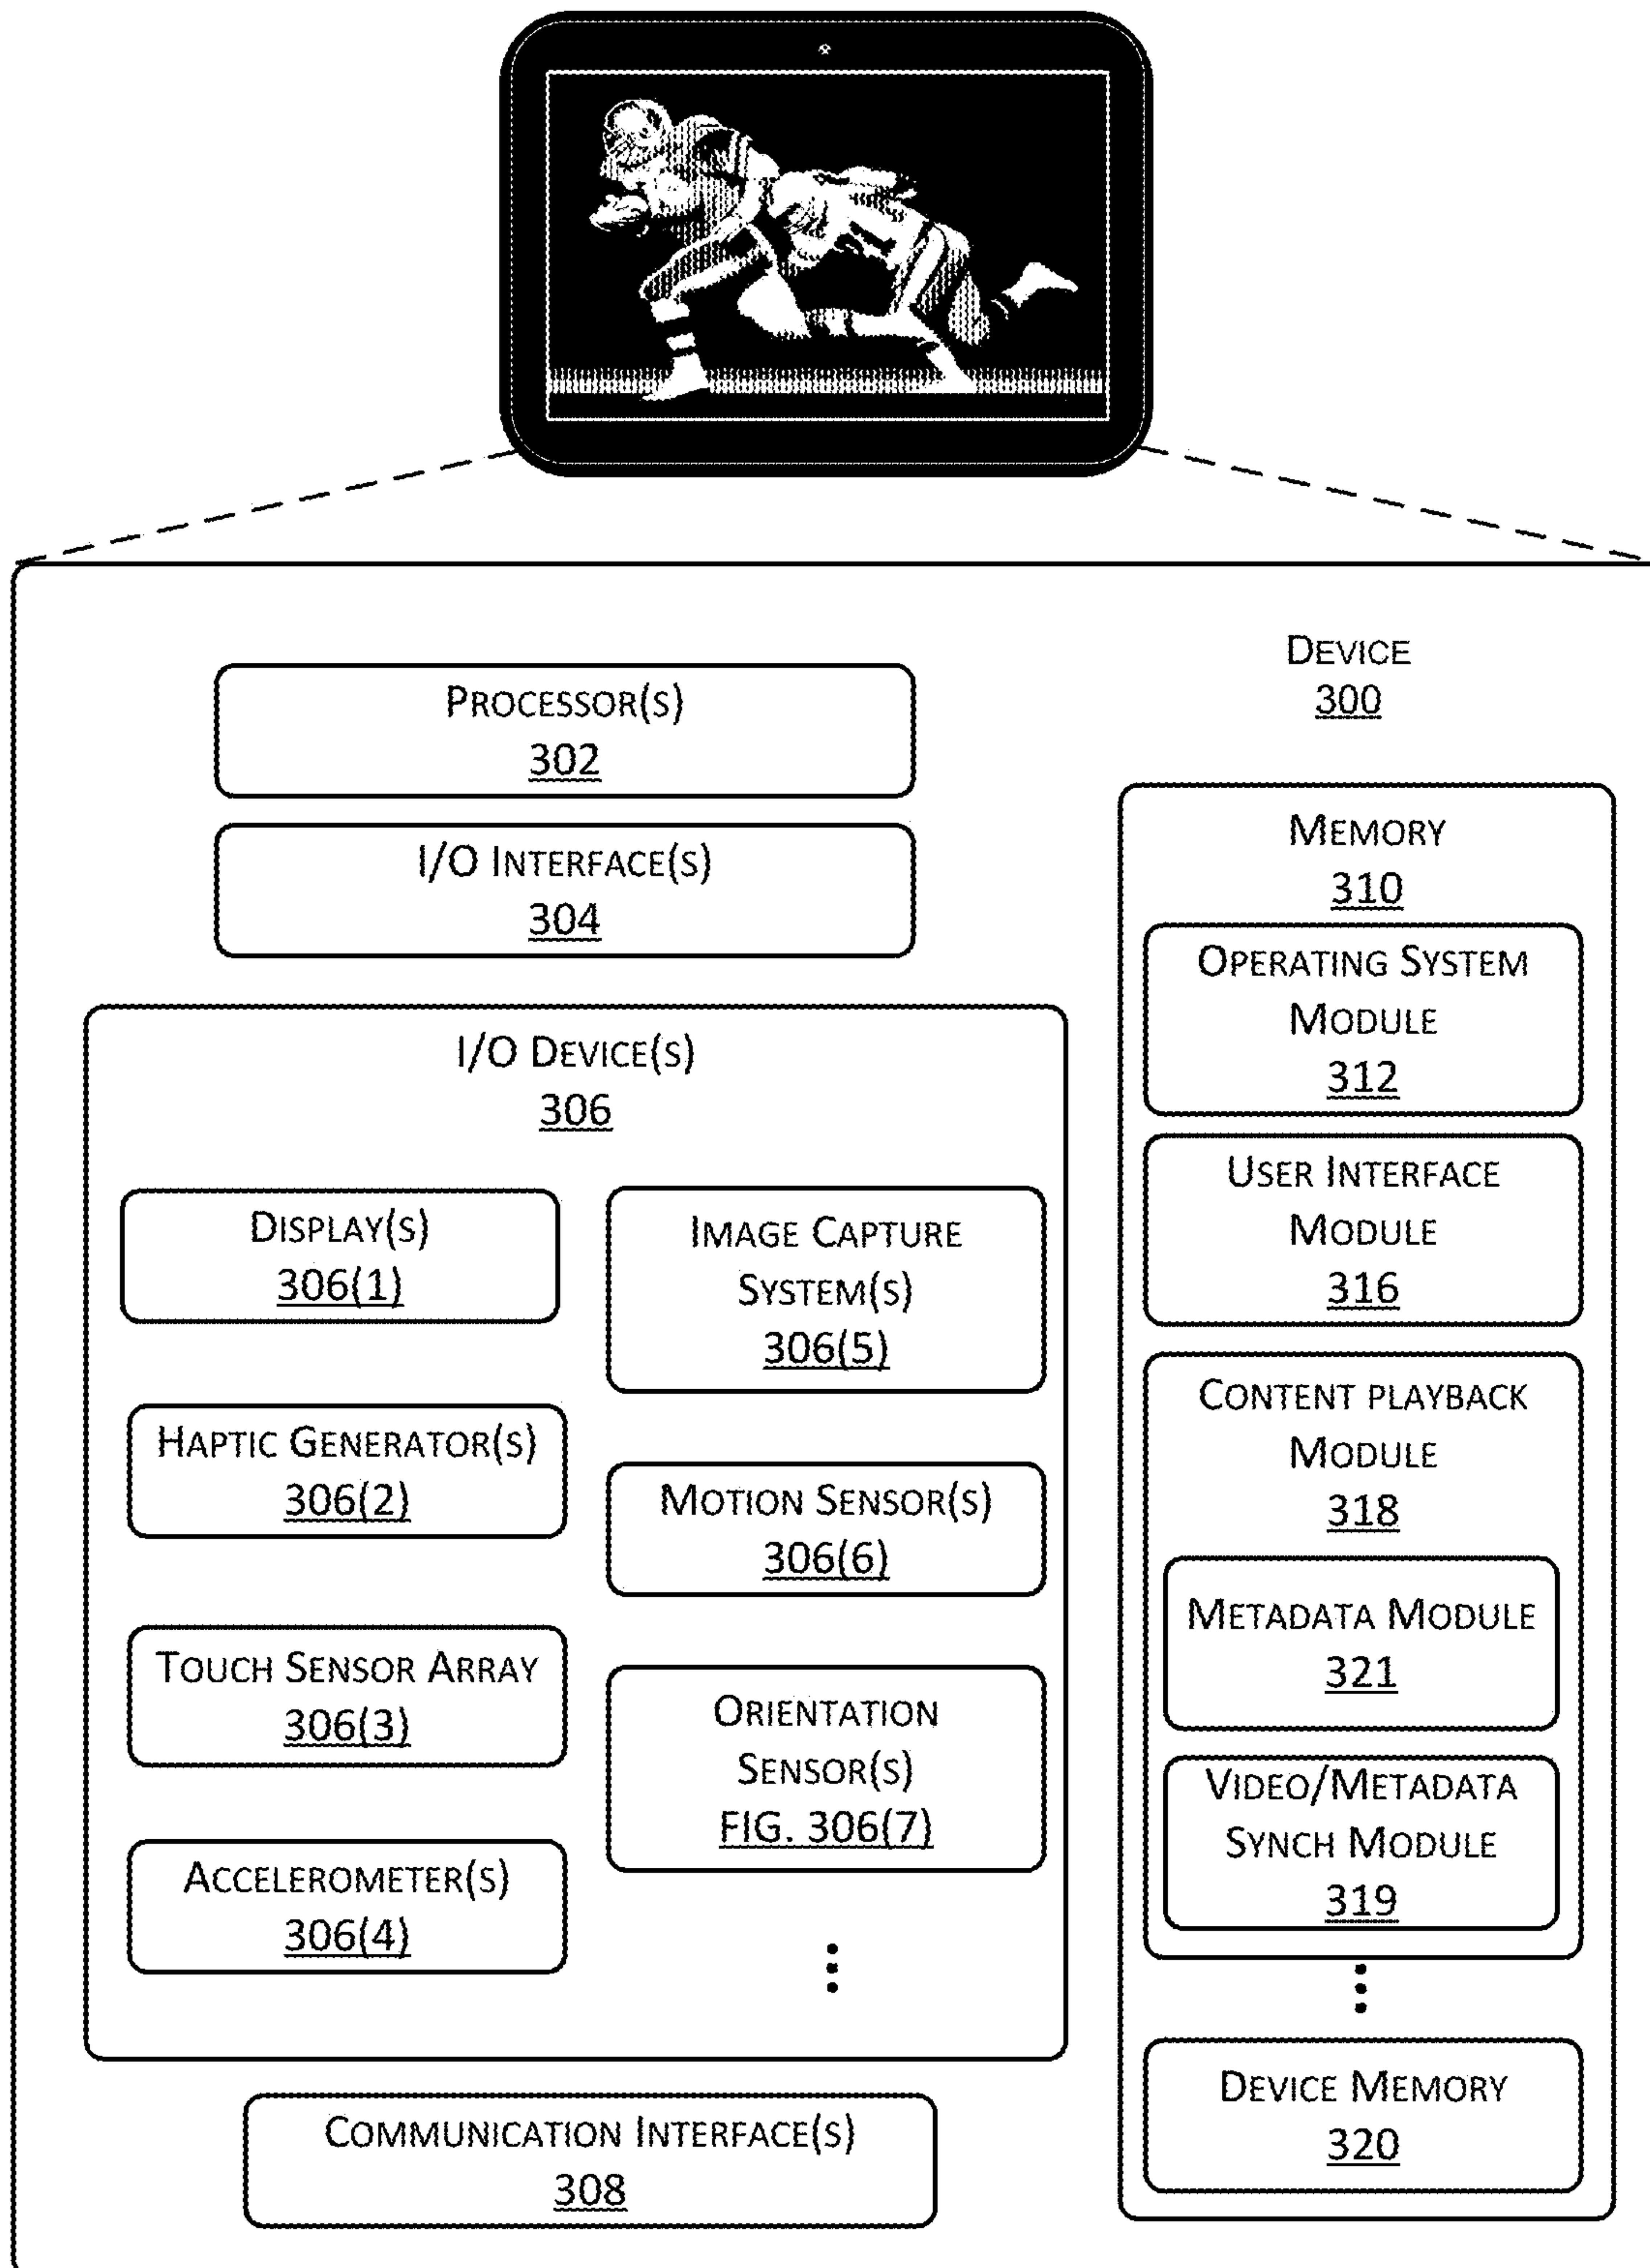 DEVICE
300
PROCESSOR(S)
302
I/O INTERFACE(S)
304
I/O DEVICE(S)
306
DISPLAY(S)
306(1)
HAPTIC GENERATOR(S)
306(2)
TOUCH SENSOR ARRAY
306(3)
ACCELEROMETER(S)
306(4)
IMAGE CAPTURE
SYSTEM(S)
306(5)
MOTION SENSOR(S)
306(6)
ORIENTATION
SENSOR(S)
FIG. 306(7)
COMMUNICATION INTERFACE(S)
308
MEMORY
310
OPERATING SYSTEM
MODULE
312
USER INTERFACE
MODULE
316
CONTENT PLAYBACK
MODULE
318
METADATA MODULE
321
VIDEO/METADATA
SYNCH MODULE
319
DEVICE MEMORY
320